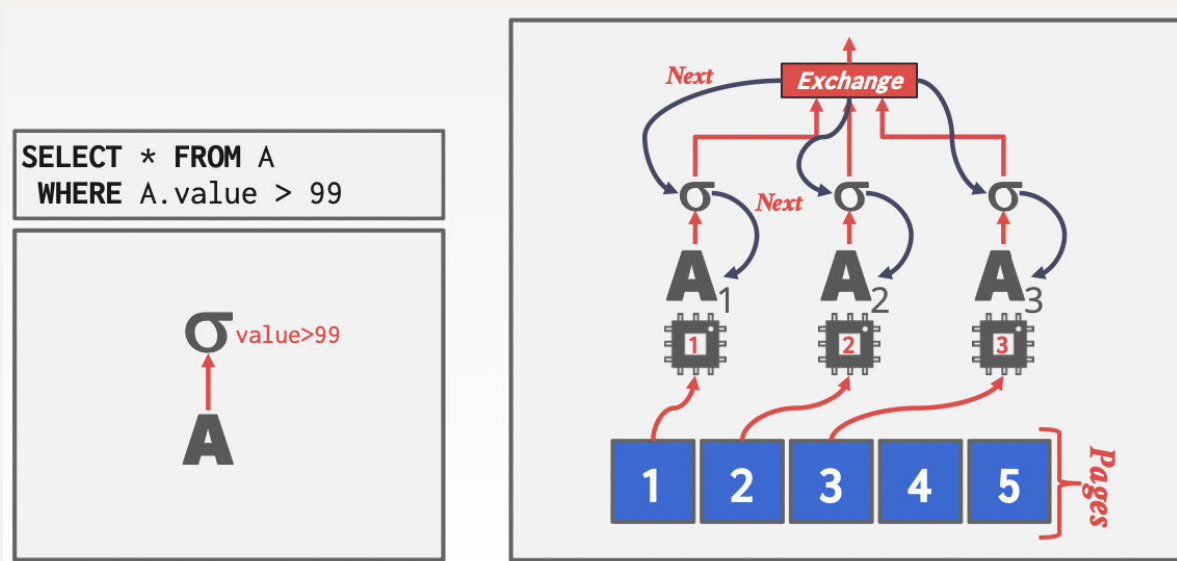 SELECT * FROM A
WHERE A.value > 99
σ value>99
A
Exchange
Next
Next
σ σ σ
A1 A2 A3
1 2 3
1 2 3 4 5
Pages